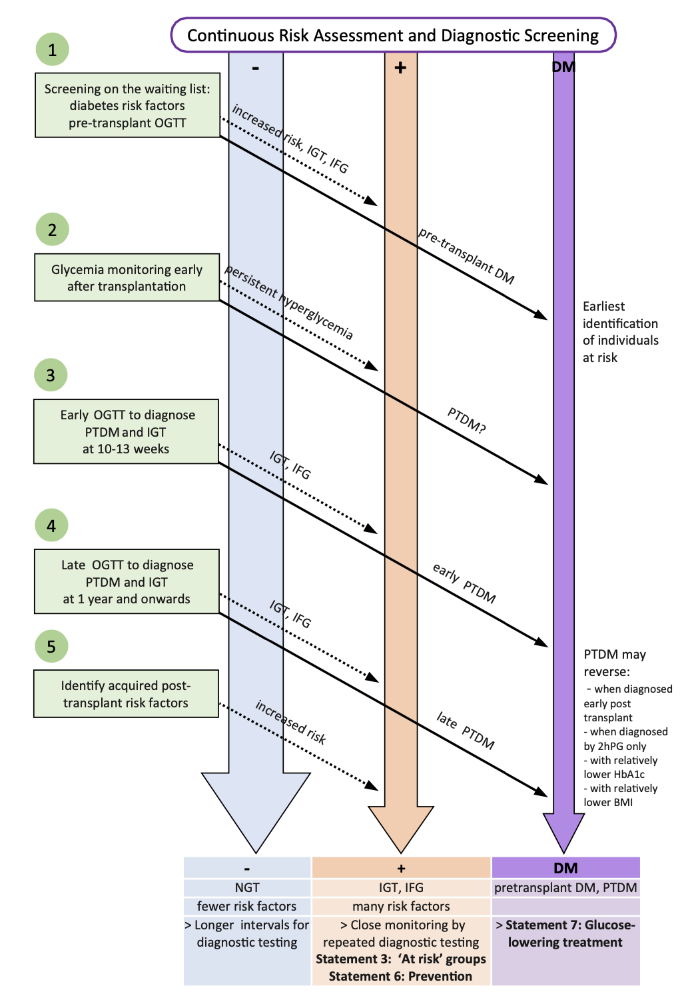 Continuous Risk Assessment and Diagnostic Screening
-
+
DM
1
Screening on the waiting list:
diabetes risk factors
pre-transplant OGTT
increased risk, IGT, IFG
pre-transplant DM
2
Glycemia monitoring early
after transplantation
persistent hyperglycemia
PTDM?
Earliest
identification
of individuals
at risk
3
Early OGTT to diagnose
PTDM and IGT
at 10-13 weeks
IGT, IFG
early PTDM
4
Late OGTT to diagnose
PTDM and IGT
at 1 year and onwards
IGT, IFG
late PTDM
5
Identify acquired post-
transplant risk factors
increased risk
PTDM may
reverse:
- when diagnosed
early post
transplant
- when diagnosed
by 2hPG only
- with relatively
lower HbA1c
- with relatively
lower BMI
-
+
DM
NGT
IGT, IFG
pretransplant DM, PTDM
fewer risk factors
many risk factors
> Longer intervals for
diagnostic testing
> Close monitoring by
repeated diagnostic testing
Statement 3: ‘At risk’ groups
Statement 6: Prevention
> Statement 7: Glucose-
lowering treatment